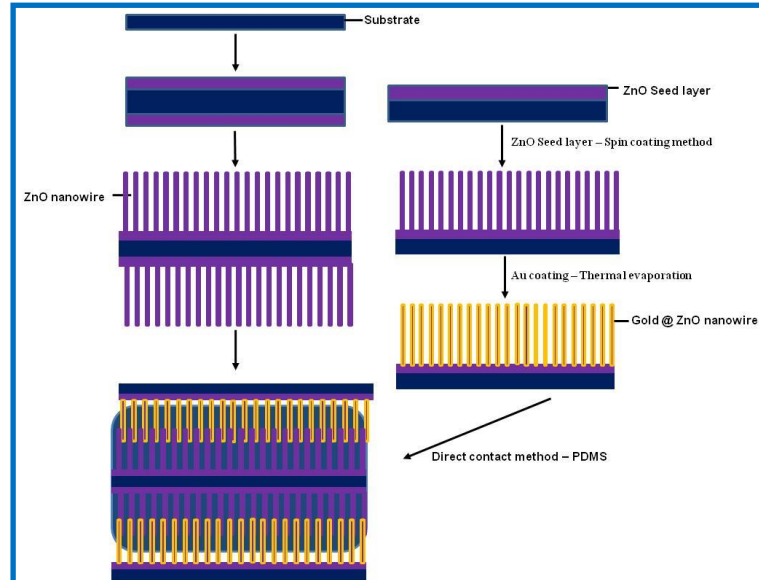 Substrate
ZnO Seed layer
ZnO Seed layer – Spin coating method
ZnO nanowire
Au coating – Thermal evaporation
Gold @ ZnO nanowire
Direct contact method – PDMS